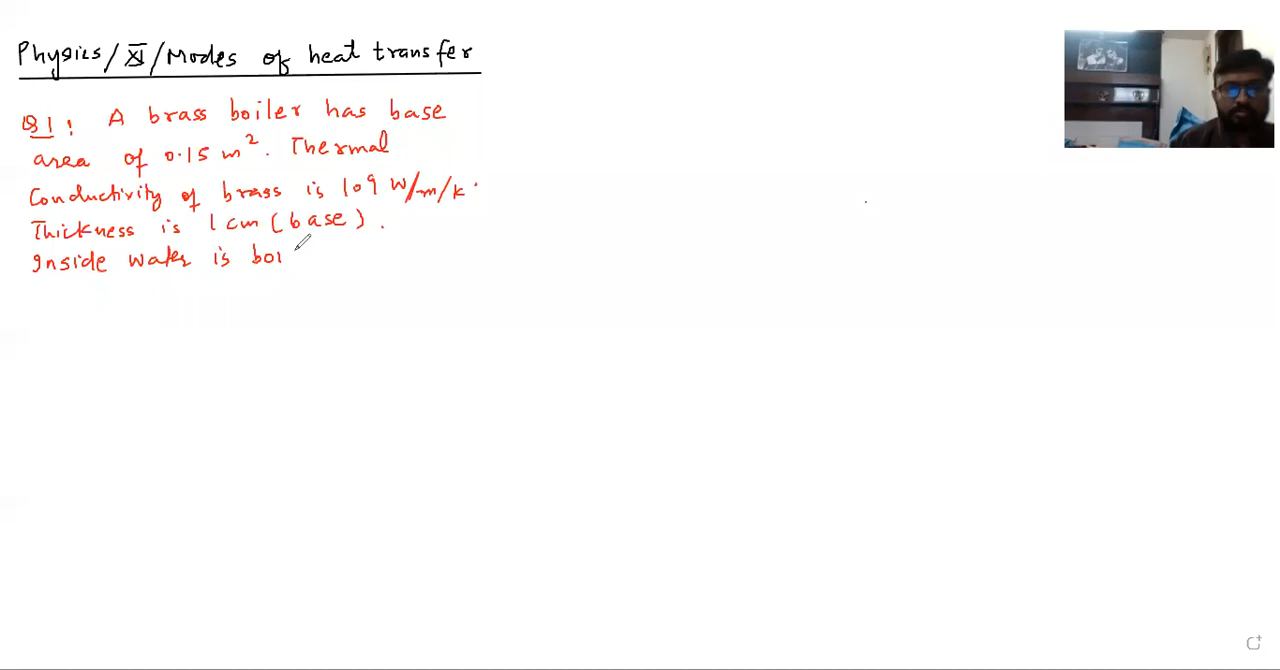 Physics/XI/Modes of heat transfer
Q1: A brass boiler has base
area of 0.15 m². Thermal
Conductivity of brass is 109 W/m/K.
Thickness is 1 cm (base).
Inside water is boi